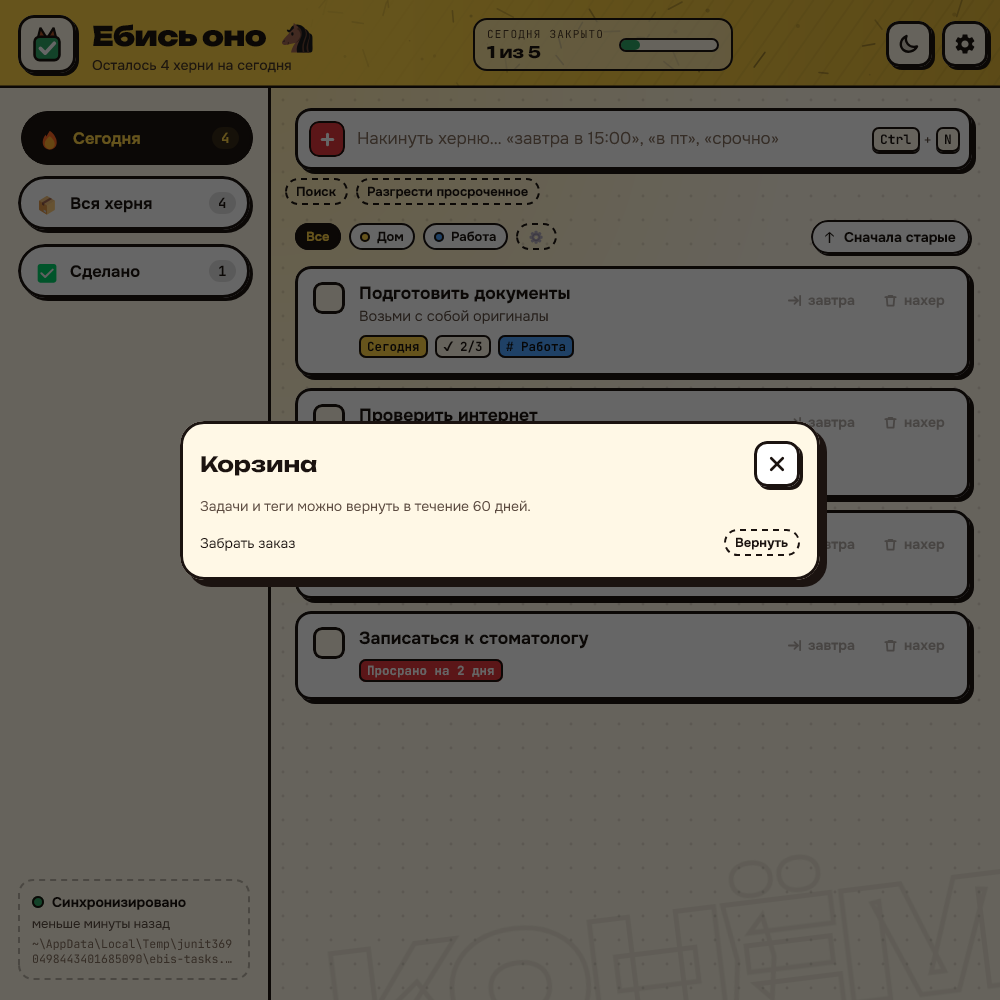 Ебись оно
Осталось 4 херни на сегодня
СЕГОДНЯ ЗАКРЫТО
1 из 5
Сегодня 4
Вся херня 4
Сделано 1
Накинуть херню... «завтра в 15:00», «в пт», «срочно» Ctrl + N
Поиск Разгрести просроченное
Все Дом Работа ↑ Сначала старые
Подготовить документы завтра нахер
Возьми с собой оригиналы
Сегодня ✓ 2/3 # Работа
Проверить интернет завтра нахер
Корзина
Задачи и теги можно вернуть в течение 60 дней.
Забрать заказ Вернуть
нахер
Записаться к стоматологу завтра нахер
Просрано на 2 дня
Синхронизировано
меньше минуты назад
~\AppData\Local\Temp\junit369
0498443401685090\ebis-tasks.…